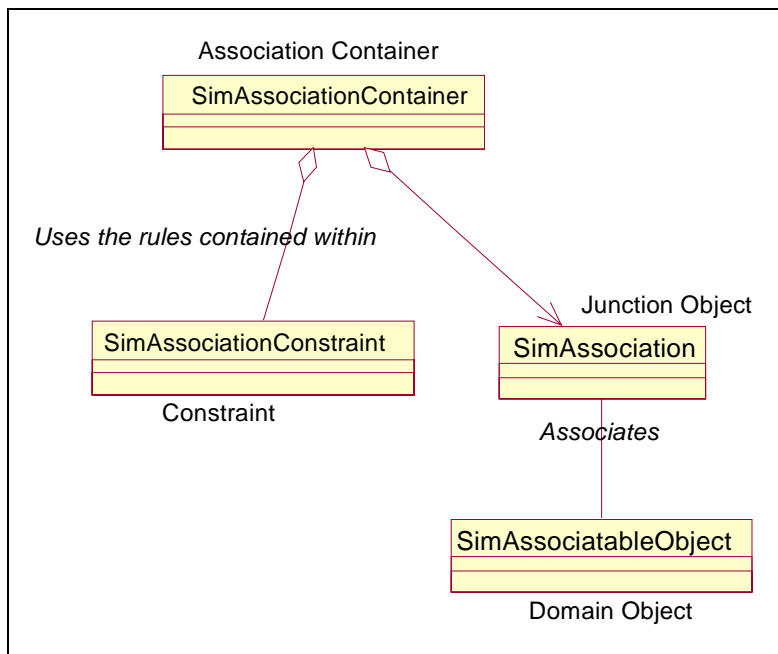 Association Container
SimAssociationContainer
Uses the rules contained within
Junction Object
SimAssociationConstraint
SimAssociation
Constraint
Associates
SimAssociatableObject
Domain Object